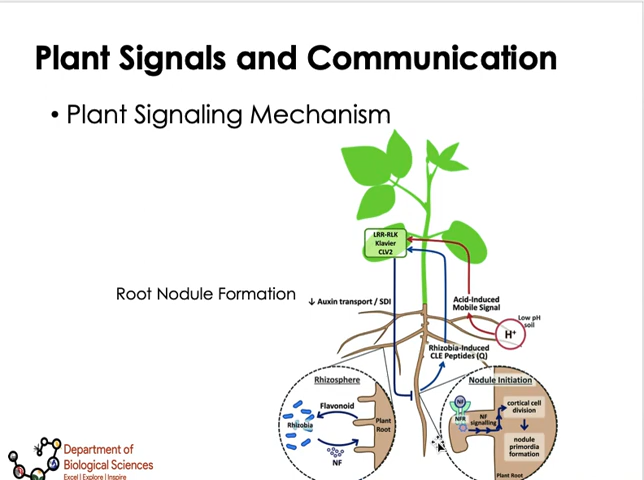 Plant Signals and Communication
• Plant Signaling Mechanism
LRR-RLK
Klavier
CLV2
Root Nodule Formation
↓ Auxin transport / SDI
Acid-Induced
Mobile Signal
Low pH
soil
H+
Rhizobia-Induced
CLE Peptides (Q)
Rhizosphere
Flavonoid
Rhizobia
Plant
Root
NF
Nodule Initiation
NF
NFR
NF
signalling
cortical cell
division
nodule
primordia
formation
Plant Root
Department of
Biological Sciences
Excel | Explore | Inspire